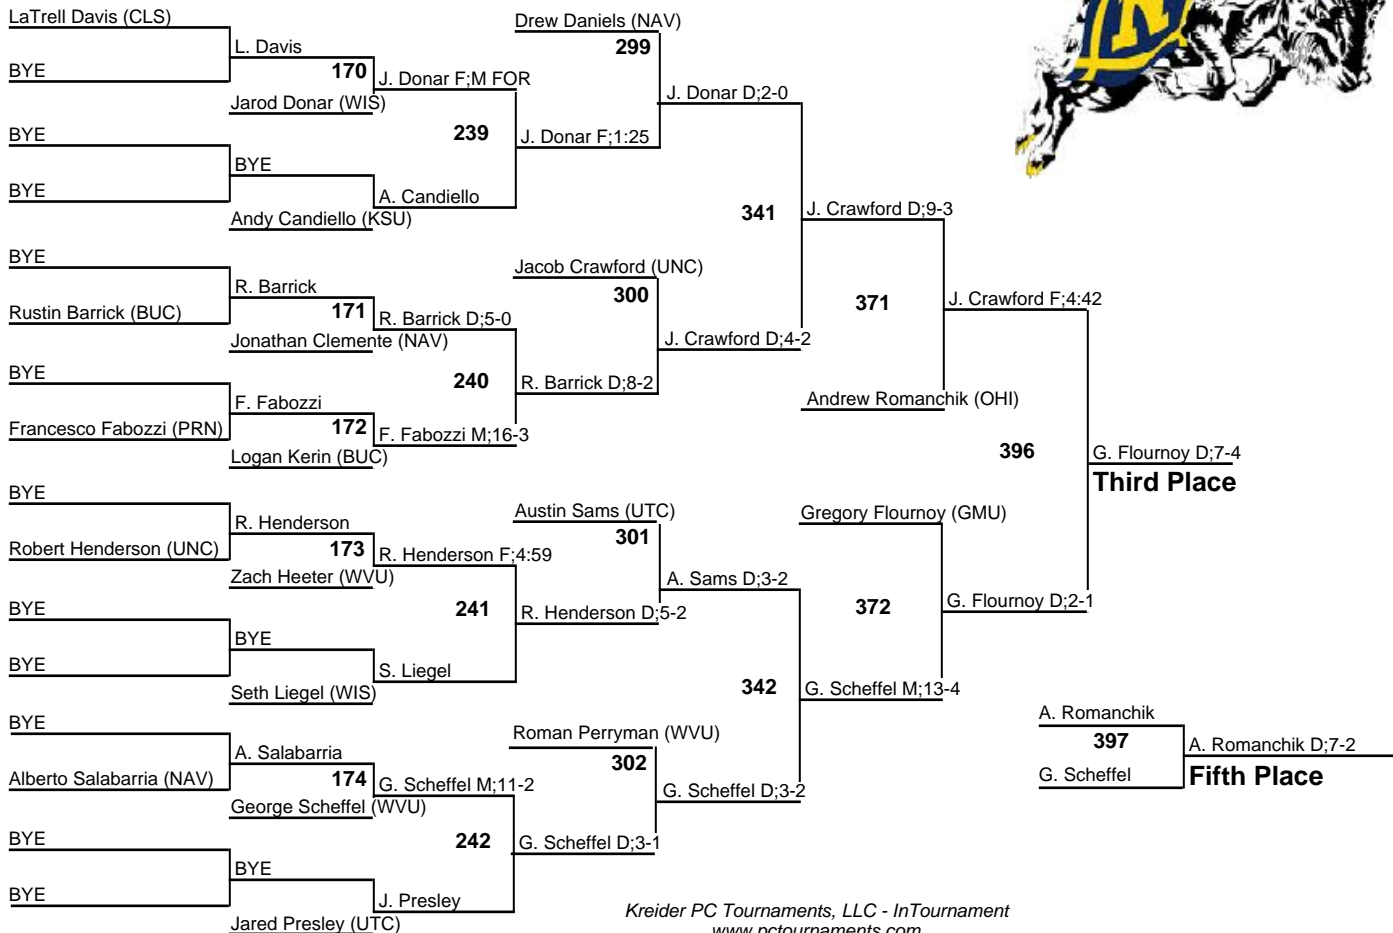 LaTrell Davis (CLS)
BYE
BYE
BYE
BYE
Rustin Barrick (BUC)
BYE
Francesco Fabozzi (PRN)
BYE
Robert Henderson (UNC)
BYE
BYE
BYE
Alberto Salabarria (NAV)
BYE
BYE
L. Davis
170
Jarod Donar (WIS)
BYE
Andy Candiello (KSU)
R. Barrick
171
Jonathan Clemente (NAV)
F. Fabozzi
172
Logan Kerin (BUC)
R. Henderson
173
Zach Heeter (WVU)
BYE
Seth Liegel (WIS)
A. Salabarria
174
George Scheffel (WVU)
BYE
Jared Presley (UTC)
J. Donar F;M FOR
239
A. Candiello
R. Barrick D;5-0
240
F. Fabozzi M;16-3
R. Henderson F;4:59
241
S. Liegel
G. Scheffel M;11-2
242
J. Presley
Drew Daniels (NAV)
299
J. Donar F;1:25
Jacob Crawford (UNC)
300
R. Barrick D;8-2
Austin Sams (UTC)
301
R. Henderson D;5-2
Roman Perryman (WVU)
302
G. Scheffel D;3-1
J. Donar D;2-0
341
J. Crawford D;4-2
A. Sams D;3-2
342
G. Scheffel D;3-2
J. Crawford D;9-3
371
Andrew Romanchik (OHI)
Gregory Flournoy (GMU)
372
G. Scheffel M;13-4
J. Crawford F;4:42
396
G. Flournoy D;2-1
G. Flournoy D;7-4
Third Place
A. Romanchik
397
G. Scheffel
A. Romanchik D;7-2
Fifth Place
N
Kreider PC Tournaments, LLC - InTournament
www.pctournaments.com